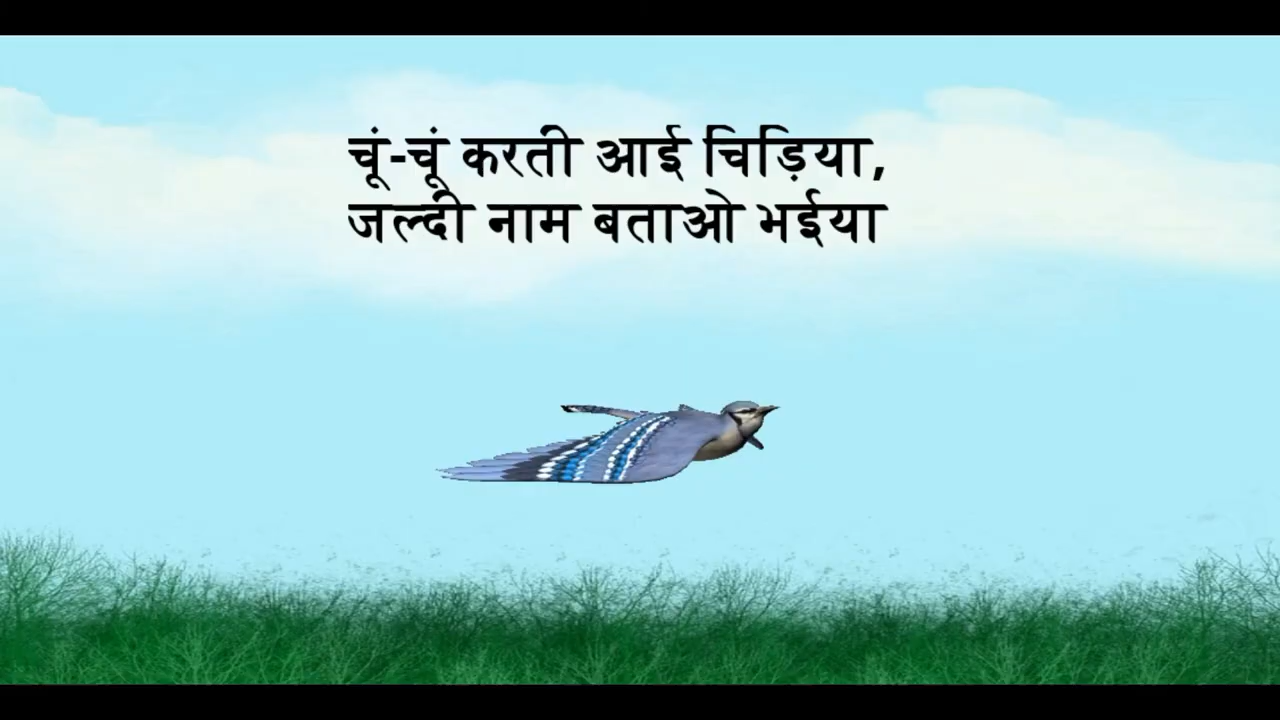 चूं-चूं करती आई चिड़िया,
जल्दी नाम बताओ भईया